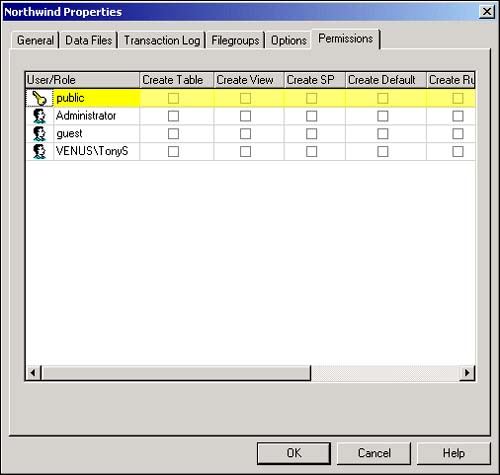 Northwind Properties
General Data Files Transaction Log Filegroups Options Permissions
User/Role Create Table Create View Create SP Create Default Create Ru
public
Administrator
guest
VENUS\TonyS
OK Cancel Help